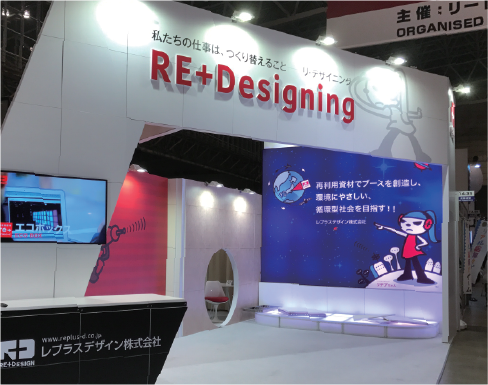 主催：リー
ORGANISED
私たちの仕事は、つくり替えること リ・デザイニング
RE+Designing
再利用資材でブースを創造し、
環境にやさしい、
循環型社会を目指す！！
レプラスデザイン株式会社
エコボックス
www.replus-d.co.jp
レプラスデザイン株式会社
RE+DESIGN